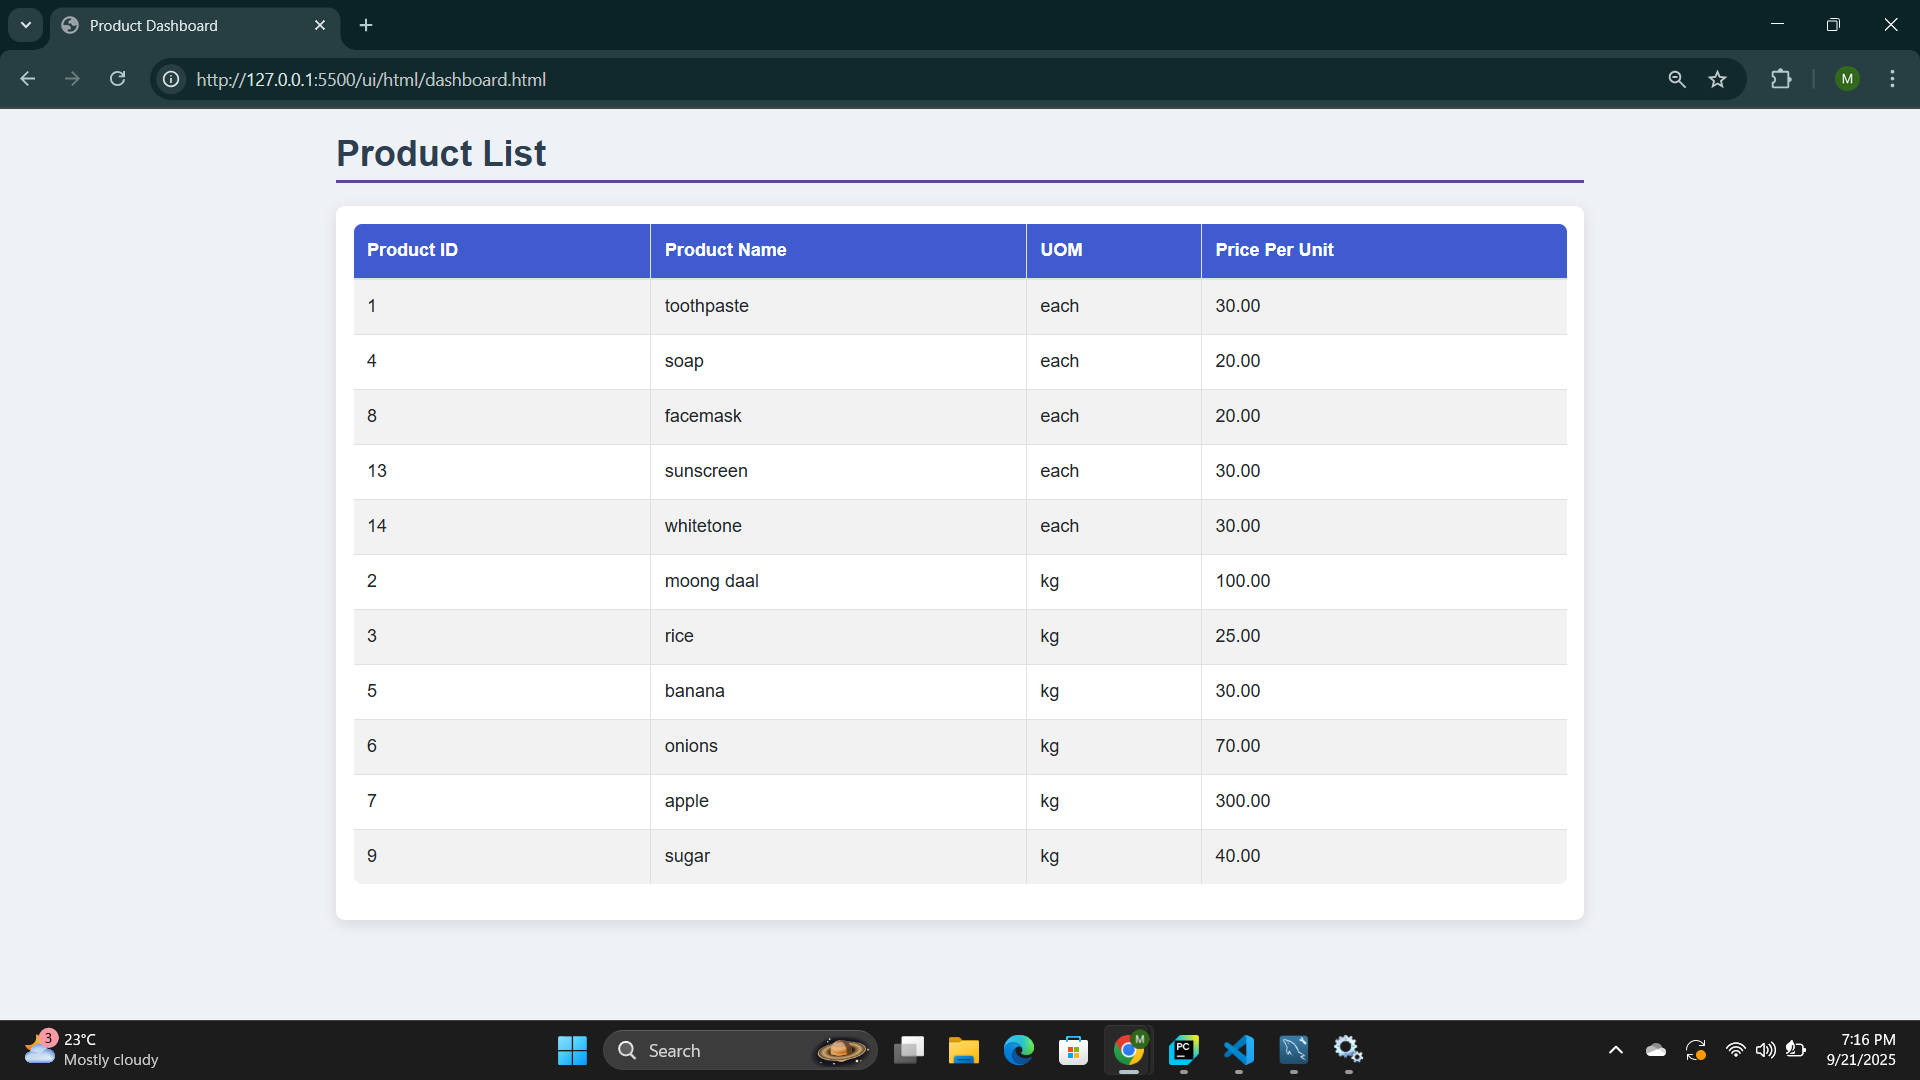 Product Dashboard
http://127.0.0.1:5500/ui/html/dashboard.html
M
Product List
Product ID Product Name UOM Price Per Unit
1 toothpaste each 30.00
4 soap each 20.00
8 facemask each 20.00
13 sunscreen each 30.00
14 whitetone each 30.00
2 moong daal kg 100.00
3 rice kg 25.00
5 banana kg 30.00
6 onions kg 70.00
7 apple kg 300.00
9 sugar kg 40.00
3
23°C
Mostly cloudy
Search
M
PC
7:16 PM
9/21/2025